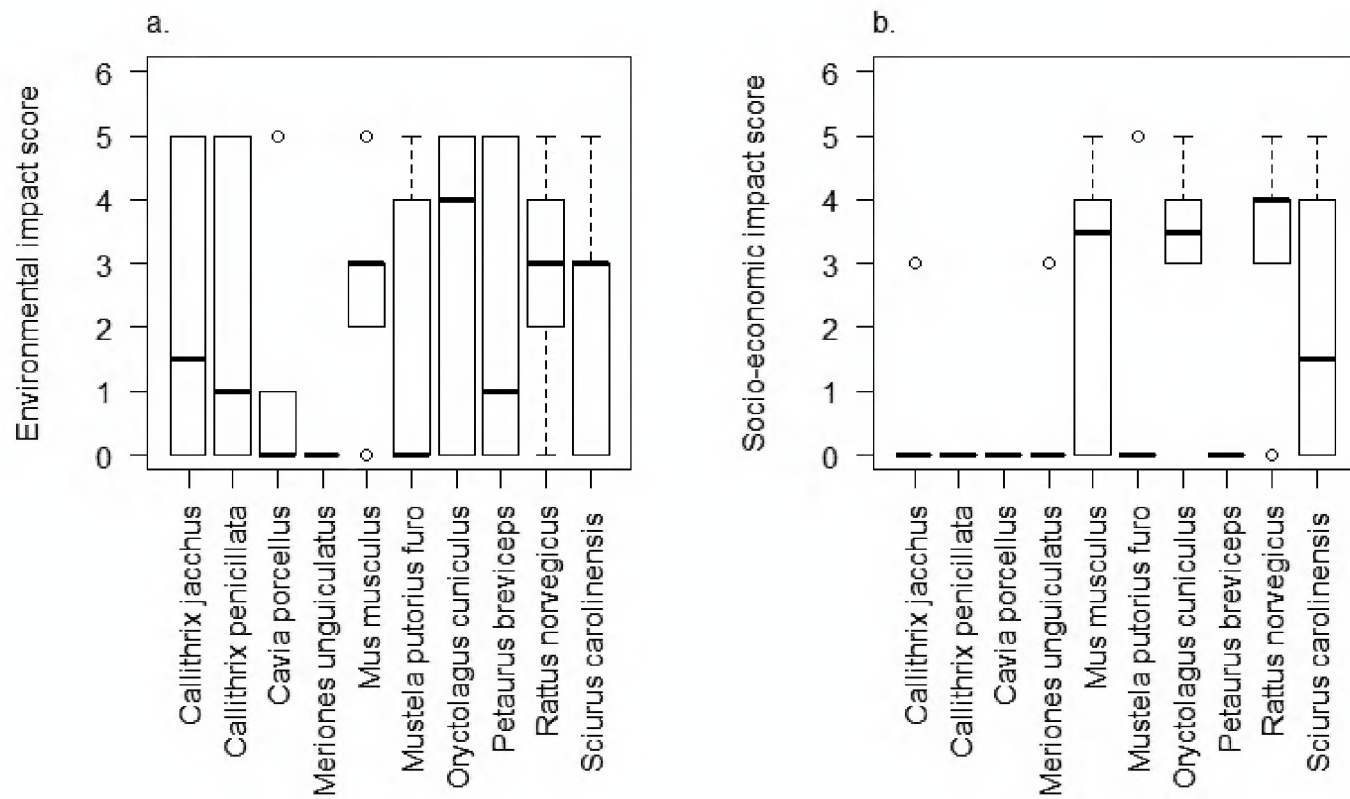 a.
Environmental impact score
6
5
4
3
2
1
0
Callithrix jacchus
Callithrix penicillata
Cavia porcellus
Meriones unguiculatus
Mus musculus
Mustela putorius furo
Oryctolagus cuniculus
Petaurus breviceps
Rattus norvegicus
Sciurus carolinensis
b.
Socio-economic impact score
6
5
4
3
2
1
0
Callithrix jacchus
Callithrix penicillata
Cavia porcellus
Meriones unguiculatus
Mus musculus
Mustela putorius furo
Oryctolagus cuniculus
Petaurus breviceps
Rattus norvegicus
Sciurus carolinensis